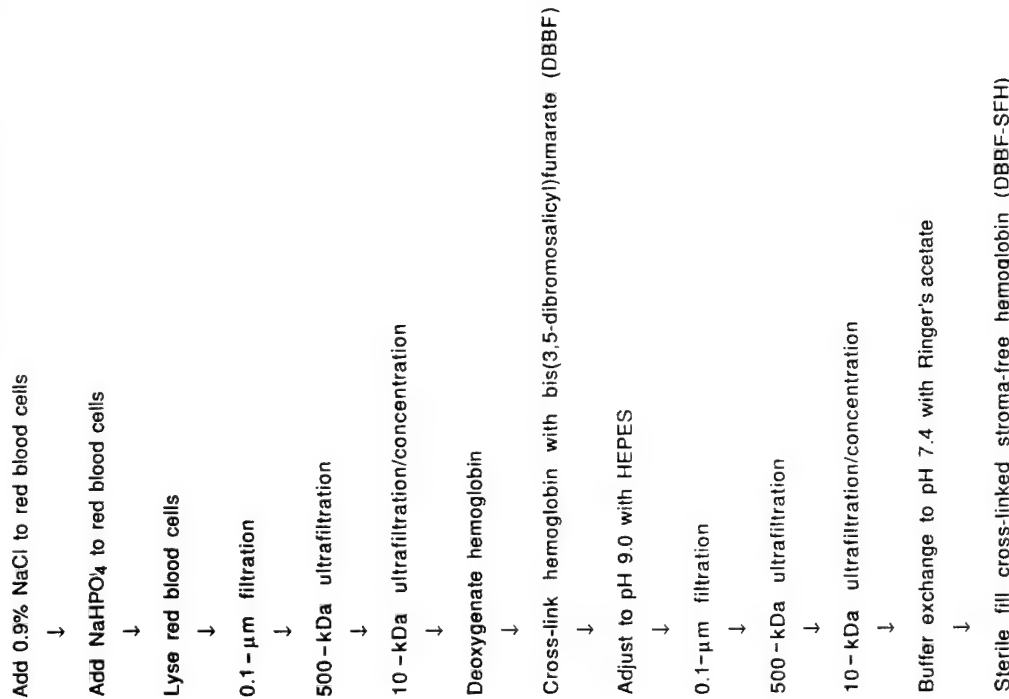 Add 0.9% NaCl to red blood cells
↓
Add NaHPO4 to red blood cells
↓
Lyse red blood cells
↓
0.1-μm filtration
↓
500-kDa ultrafiltration
↓
10-kDa ultrafiltration/concentration
↓
Deoxygenate hemoglobin
↓
Cross-link hemoglobin with bis(3,5-dibromosalicyl)fumarate (DBBF)
↓
Adjust to pH 9.0 with HEPES
↓
0.1-μm filtration
↓
500-kDa ultrafiltration
↓
10-kDa ultrafiltration/concentration
↓
Buffer exchange to pH 7.4 with Ringer's acetate
↓
Sterile fill cross-linked stroma-free hemoglobin (DBBF-SFH)